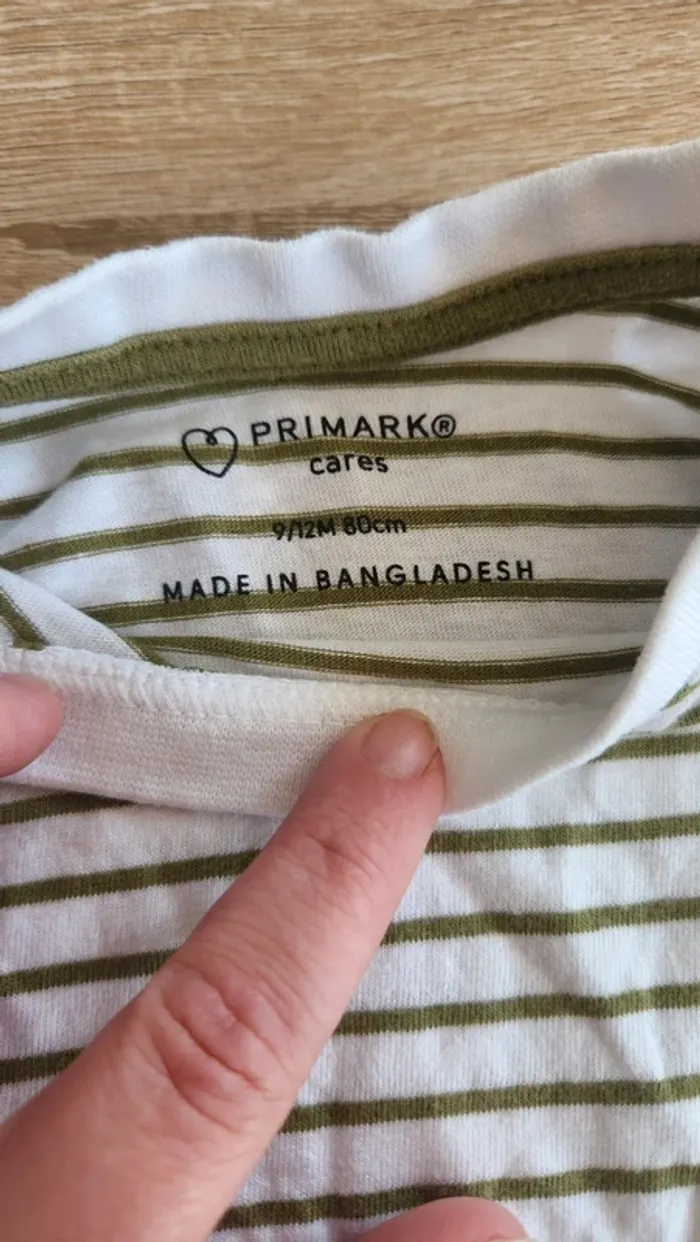 PRIMARK®
cares
9/12M 80cm
MADE IN BANGLADESH